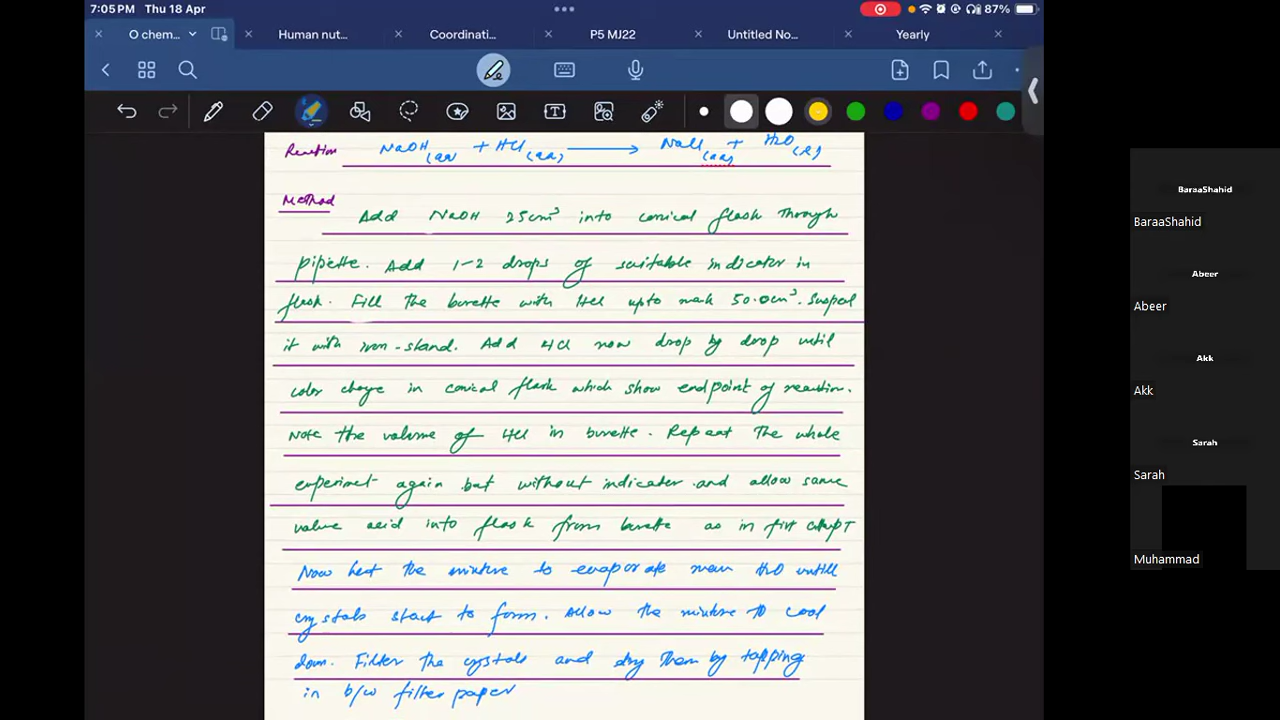 7:05 PM Thu 18 Apr
87%
O chem...
Human nut...
Coordinati...
P5 MJ22
Untitled No...
Yearly
Reaction NaOH (aq) + HCl (aq) → NaCl (aq) + H2O (l)
Method
Add NaOH 25cm³ into conical flask through
pipette. Add 1-2 drops of suitable indicator in
flask. Fill the burette with HCl upto mark 50.0cm³. Suspend
it with iron-stand. Add HCl now drop by drop until
color change in conical flask which show endpoint of reaction.
Note the volume of HCl in burette. Repeat the whole
experiment again but without indicator and allow same
volume acid into flask from burette as in first attempt
Now heat the mixture to evaporate H2O untill
crystals start to form. Allow the mixture to cool
down. Filter the crystals and dry them by tapping
in b/w filter paper
BaraaShahid
BaraaShahid
Abeer
Abeer
Akk
Akk
Sarah
Sarah
Muhammad